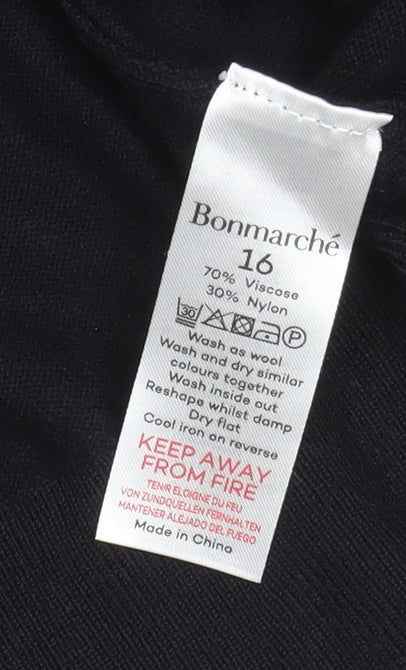 Bonmarché
16
70% Viscose
30% Nylon
30 P
Wash as wool
Wash and dry similar
colours together
Wash inside out
Reshape whilst damp
Dry flat
Cool iron on reverse
KEEP AWAY
FROM FIRE
TENIR ELOIGNE DU FEU
VON ZUNDQUELLEN FERNHALTEN
MANTENER ALEJADO DEL FUEGO
Made in China